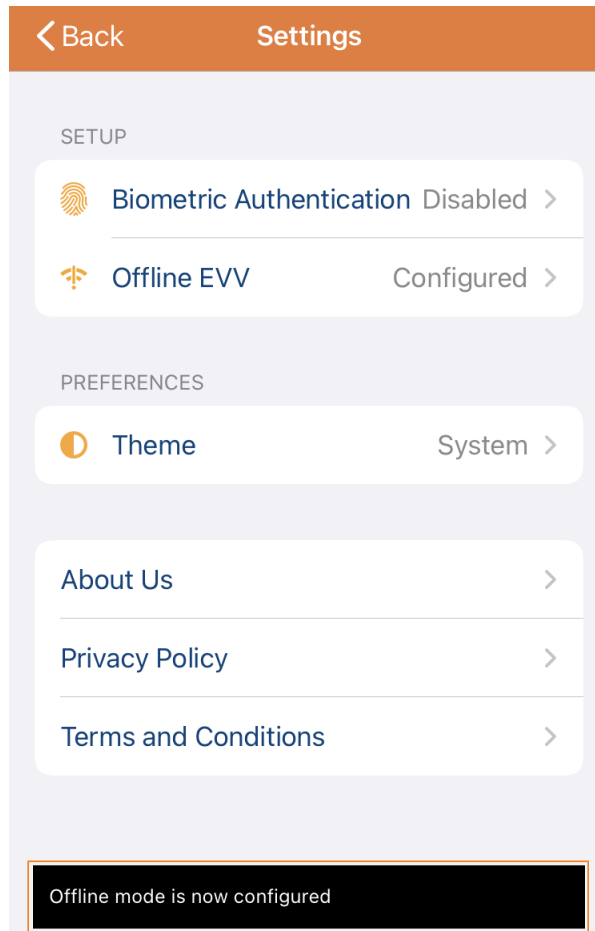 Back Settings
SETUP
Biometric Authentication Disabled
Offline EVV Configured
PREFERENCES
Theme System
About Us
Privacy Policy
Terms and Conditions
Offline mode is now configured